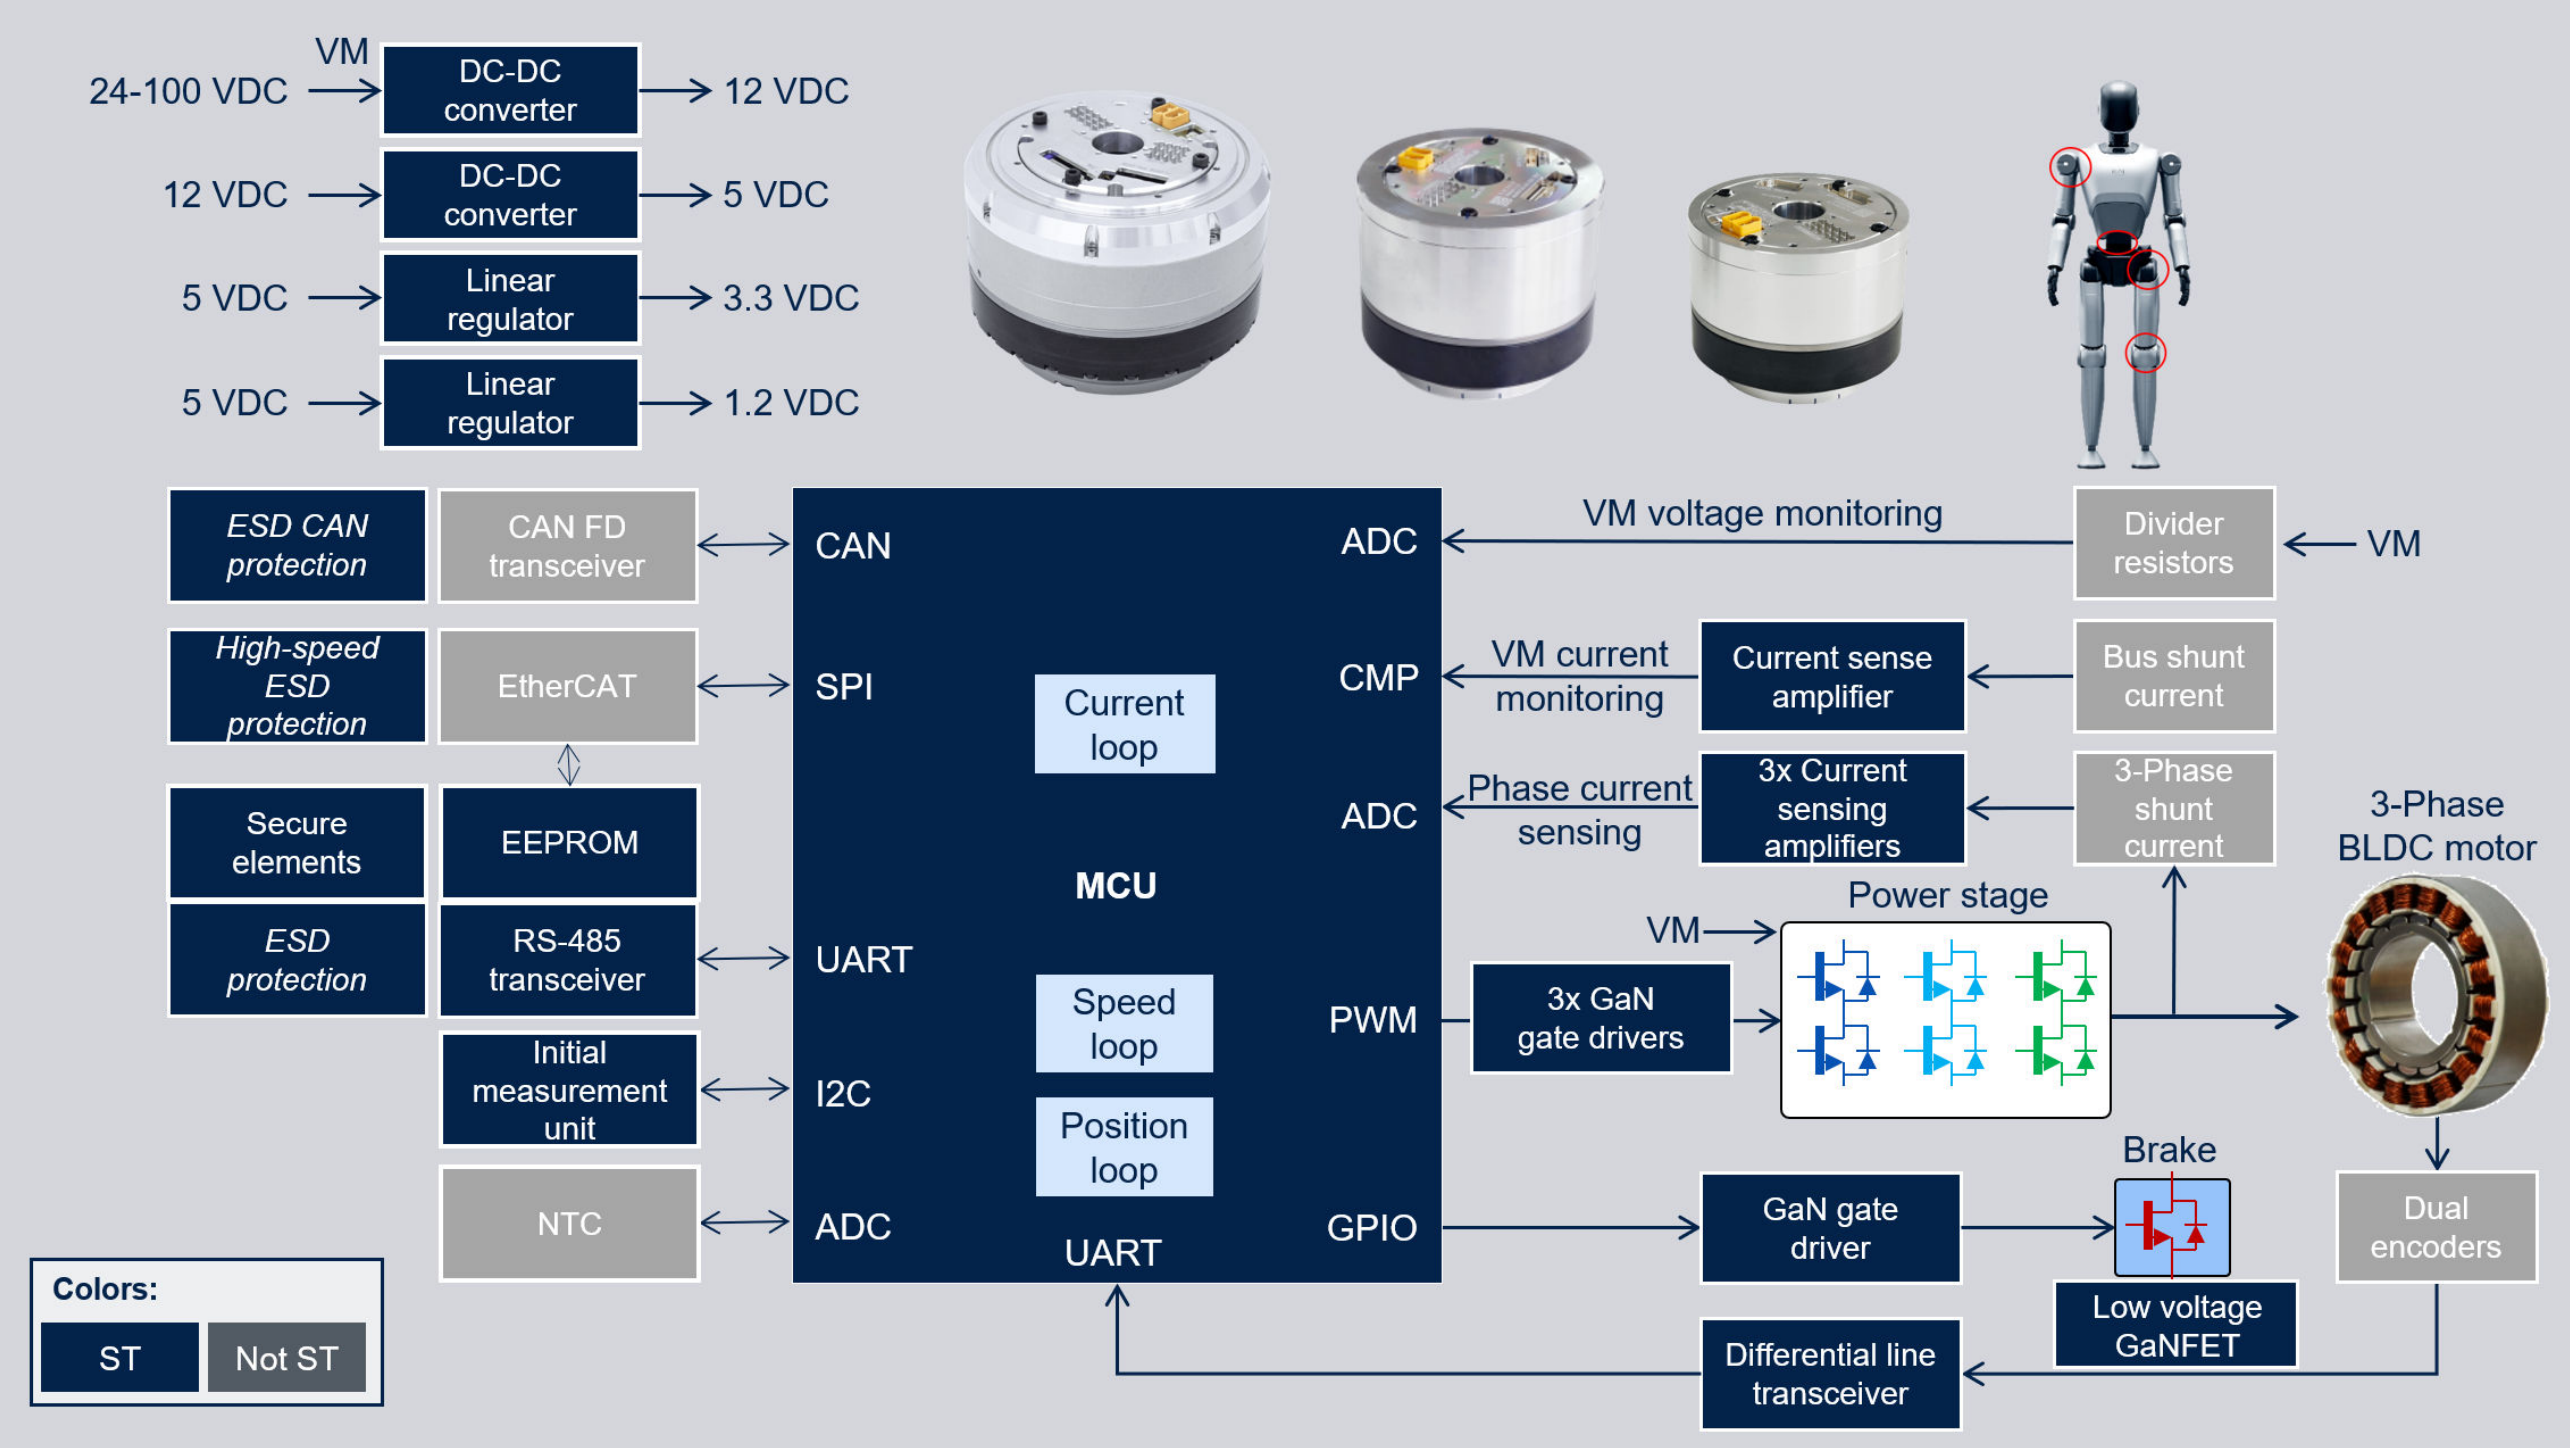 VM
24-100 VDC
DC-DC
converter
12 VDC
12 VDC
DC-DC
converter
5 VDC
5 VDC
Linear
regulator
3.3 VDC
5 VDC
Linear
regulator
1.2 VDC
ESD CAN
protection
CAN FD
transceiver
High-speed
ESD
protection
EtherCAT
Secure
elements
EEPROM
ESD
protection
RS-485
transceiver
Initial
measurement
unit
NTC
CAN
SPI
UART
I2C
ADC
Current
loop
MCU
Speed
loop
Position
loop
UART
ADC
CMP
ADC
PWM
GPIO
VM voltage monitoring
Divider
resistors
VM
VM current
monitoring
Current sense
amplifier
Bus shunt
current
Phase current
sensing
3x Current
sensing
amplifiers
3-Phase
shunt
current
3-Phase
BLDC motor
Power stage
VM
3x GaN
gate drivers
Brake
GaN gate
driver
Low voltage
GaNFET
Dual
encoders
Differential line
transceiver
Colors:
ST
Not ST